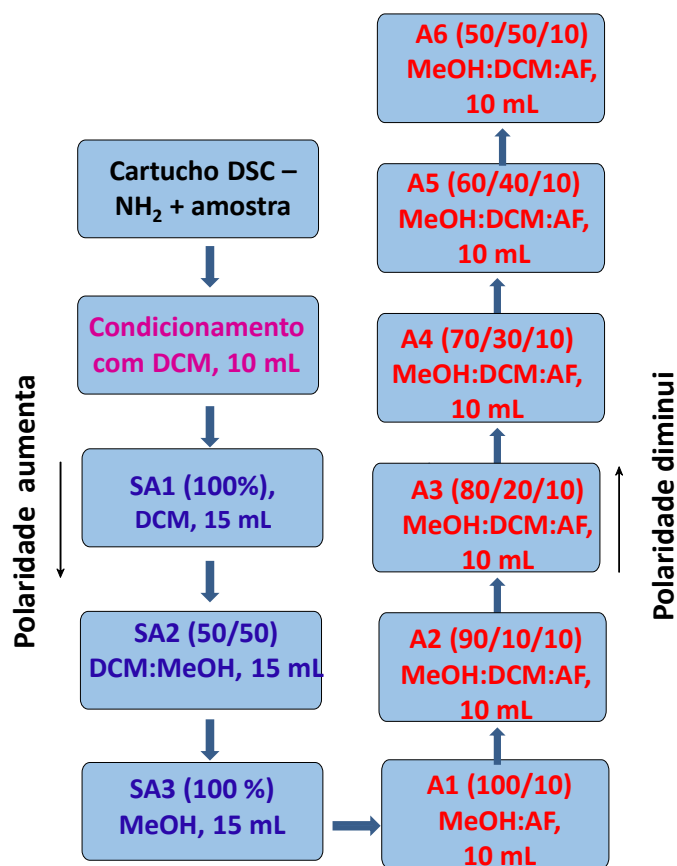 Cartucho DSC –
NH₂ + amostra
Condicionamento
com DCM, 10 mL
Polaridade aumenta
SA1 (100%),
DCM, 15 mL
SA2 (50/50)
DCM:MeOH, 15 mL
SA3 (100 %)
MeOH, 15 mL
A1 (100/10)
MeOH:AF,
10 mL
A2 (90/10/10)
MeOH:DCM:AF,
10 mL
A3 (80/20/10)
MeOH:DCM:AF,
10 mL
A4 (70/30/10)
MeOH:DCM:AF,
10 mL
A5 (60/40/10)
MeOH:DCM:AF,
10 mL
A6 (50/50/10)
MeOH:DCM:AF,
10 mL
Polaridade diminui